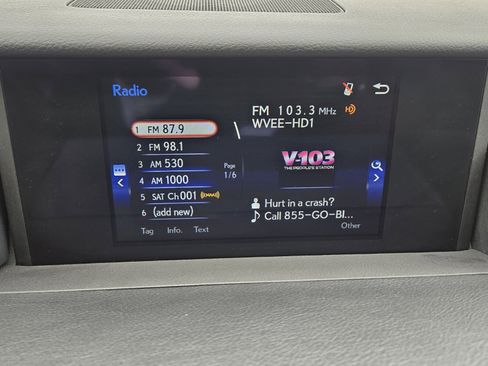 Radio
FM 103.3 MHz HD
WVEE-HD1
1 FM 87.9
2 FM 98.1
3 AM 530
4 AM 1000
5 SAT Ch001
6 (add new)
Page
1/6
V-103
THE PEOPLE'S STATION
Hurt in a crash?
Call 855-GO-BI...
Tag Info. Text
Other